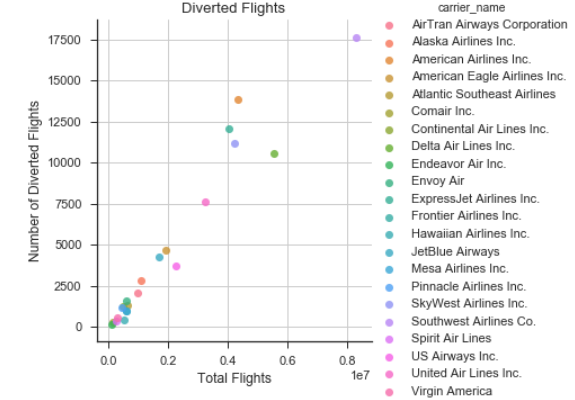 Diverted Flights
17500
15000
12500
10000
7500
5000
2500
0
Number of Diverted Flights
0.0 0.2 0.4 0.6 0.8
1e7
Total Flights
carrier_name
AirTran Airways Corporation
Alaska Airlines Inc.
American Airlines Inc.
American Eagle Airlines Inc.
Atlantic Southeast Airlines
Comair Inc.
Continental Air Lines Inc.
Delta Air Lines Inc.
Endeavor Air Inc.
Envoy Air
ExpressJet Airlines Inc.
Frontier Airlines Inc.
Hawaiian Airlines Inc.
JetBlue Airways
Mesa Airlines Inc.
Pinnacle Airlines Inc.
SkyWest Airlines Inc.
Southwest Airlines Co.
Spirit Air Lines
US Airways Inc.
United Air Lines Inc.
Virgin America